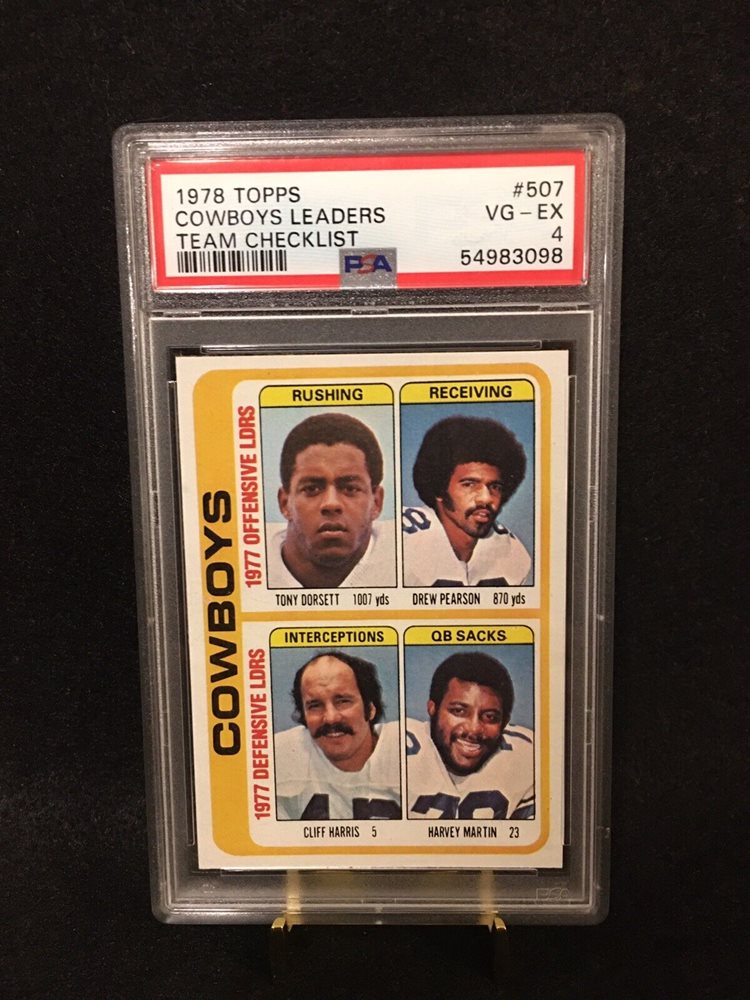 1978 TOPPS #507
COWBOYS LEADERS VG - EX
TEAM CHECKLIST 4
PSA 54983098
COWBOYS
1977 OFFENSIVE LDRS
RUSHING
TONY DORSETT 1007 yds
RECEIVING
DREW PEARSON 870 yds
1977 DEFENSIVE LDRS
INTERCEPTIONS
CLIFF HARRIS 5
QB SACKS
HARVEY MARTIN 23
PSA